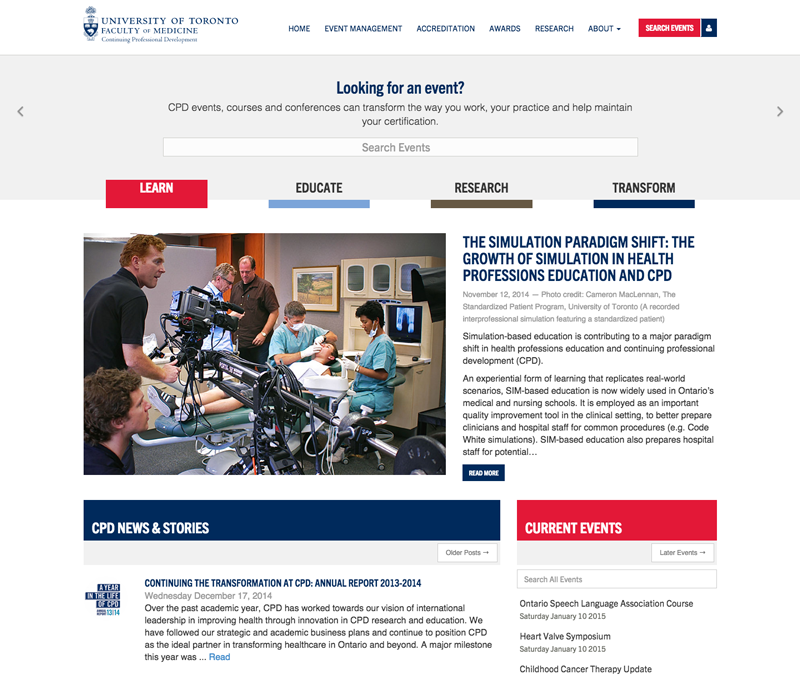 UNIVERSITY OF TORONTO
FACULTY OF MEDICINE
Continuing Professional Development
HOME EVENT MANAGEMENT ACCREDITATION AWARDS RESEARCH ABOUT
SEARCH EVENTS
Looking for an event?
CPD events, courses and conferences can transform the way you work, your practice and help maintain
your certification.
Search Events
LEARN EDUCATE RESEARCH TRANSFORM
THE SIMULATION PARADIGM SHIFT: THE
GROWTH OF SIMULATION IN HEALTH
PROFESSIONS EDUCATION AND CPD
November 12, 2014 — Photo credit: Cameron MacLennan, The
Standardized Patient Program, University of Toronto (A recorded
interprofessional simulation featuring a standardized patient)
Simulation-based education is contributing to a major paradigm
shift in health professions education and continuing professional
development (CPD).
An experiential form of learning that replicates real-world
scenarios, SIM-based education is now widely used in Ontario's
medical and nursing schools. It is employed as an important
quality improvement tool in the clinical setting, to better prepare
clinicians and hospital staff for common procedures (e.g. Code
White simulations). SIM-based education also prepares hospital
staff for potential…
READ MORE
CPD NEWS & STORIES
Older Posts →
A YEAR
IN THE LIFE
OF CPD
ANNUAL
REPORT 13|14
CONTINUING THE TRANSFORMATION AT CPD: ANNUAL REPORT 2013-2014
Wednesday December 17, 2014
Over the past academic year, CPD has worked towards our vision of international
leadership in improving health through innovation in CPD research and education. We
have followed our strategic and academic business plans and continue to position CPD
as the ideal partner in transforming healthcare in Ontario and beyond. A major milestone
this year was ... Read
CURRENT EVENTS
Later Events →
Search All Events
Ontario Speech Language Association Course
Saturday January 10 2015
Heart Valve Symposium
Saturday January 10 2015
Childhood Cancer Therapy Update